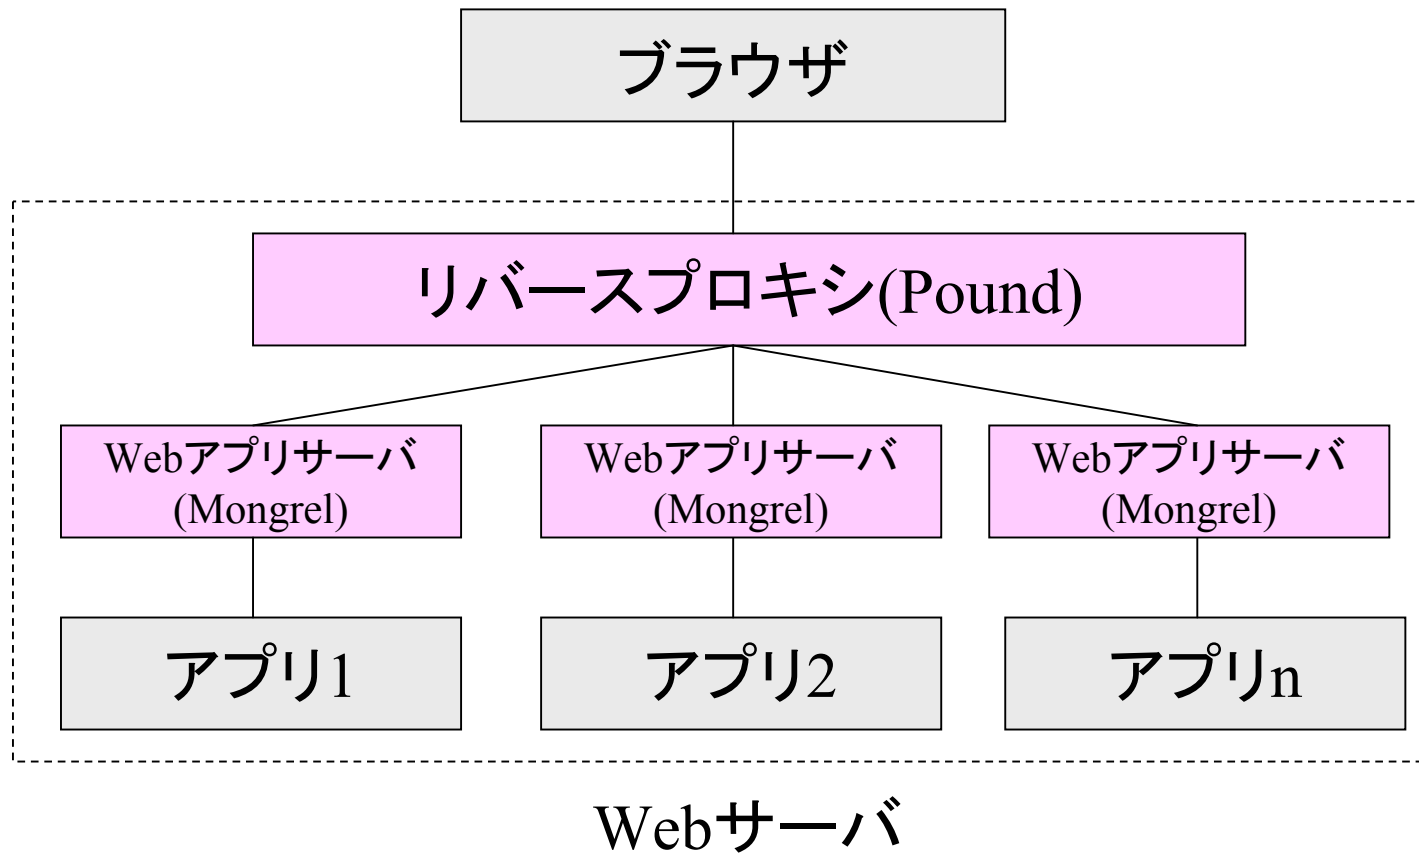 ブラウザ
リバースプロキシ(Pound)
Webアプリサーバ
(Mongrel)
Webアプリサーバ
(Mongrel)
Webアプリサーバ
(Mongrel)
アプリ1
アプリ2
アプリn
Webサーバ